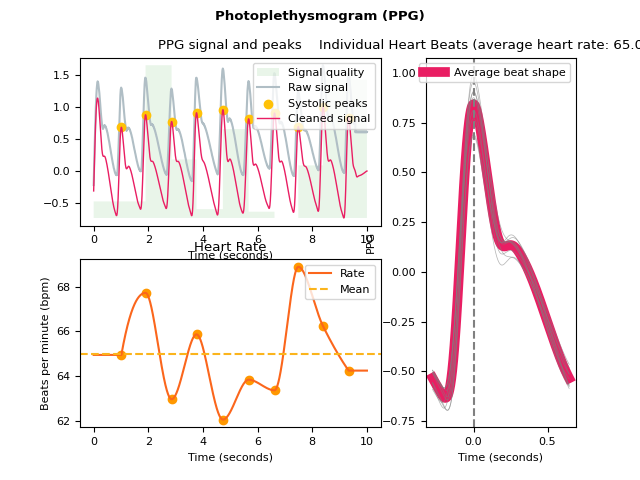 Photoplethysmogram (PPG)
PPG signal and peaks
Individual Heart Beats (average heart rate: 65.0
1.5
1.0
0.5
0.0
−0.5
Signal quality
Raw signal
Systolic peaks
Cleaned signal
0
2
4
6
8
10
Time (seconds)
Heart Rate
Beats per minute (bpm)
68
66
64
62
Rate
Mean
0
2
4
6
8
10
Time (seconds)
PPG
1.00
0.75
0.50
0.25
0.00
−0.25
−0.50
−0.75
Average beat shape
0.0
0.5
Time (seconds)